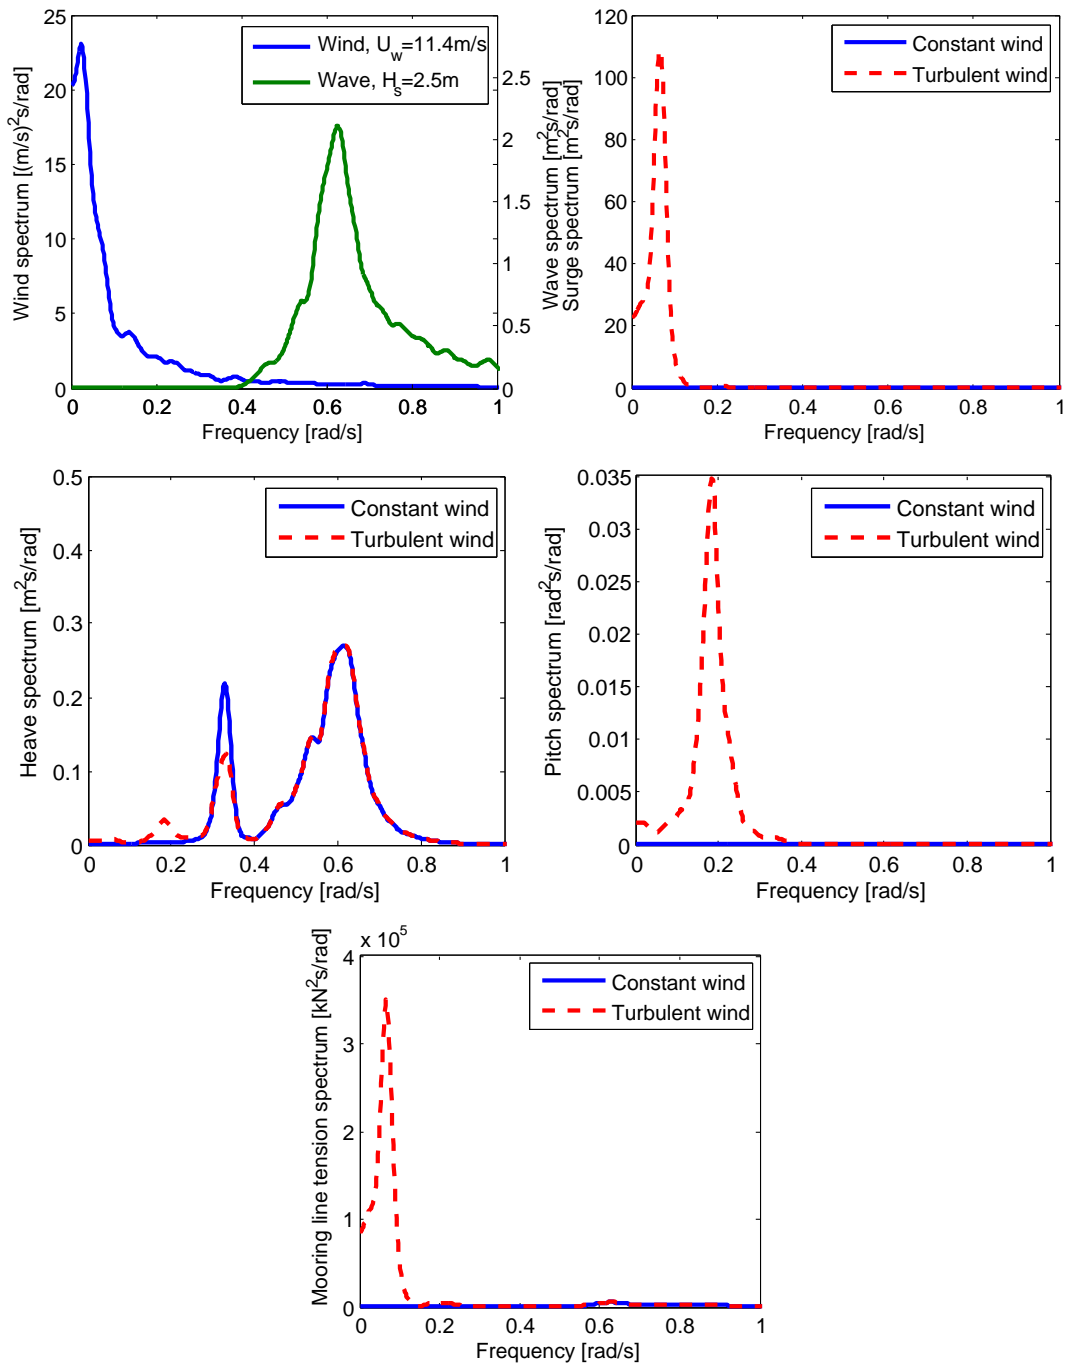 25
20
15
10
5
0
Wind spectrum [(m/s)²s/rad]
Wind, U_w=11.4m/s
Wave, H_s=2.5m
2.5
2
1.5
1
0.5
0
Wave spectrum [m²s/rad]
0 0.2 0.4 0.6 0.8 1
Frequency [rad/s]
120
100
80
60
40
20
0
Surge spectrum [m²s/rad]
Constant wind
Turbulent wind
0 0.2 0.4 0.6 0.8 1
Frequency [rad/s]
0.5
0.4
0.3
0.2
0.1
0
Heave spectrum [m²s/rad]
Constant wind
Turbulent wind
0 0.2 0.4 0.6 0.8 1
Frequency [rad/s]
0.035
0.03
0.025
0.02
0.015
0.01
0.005
0
Pitch spectrum [rad²s/rad]
Constant wind
Turbulent wind
0 0.2 0.4 0.6 0.8 1
Frequency [rad/s]
x 10⁵
4
3
2
1
0
Mooring line tension spectrum [kN²s/rad]
Constant wind
Turbulent wind
0 0.2 0.4 0.6 0.8 1
Frequency [rad/s]